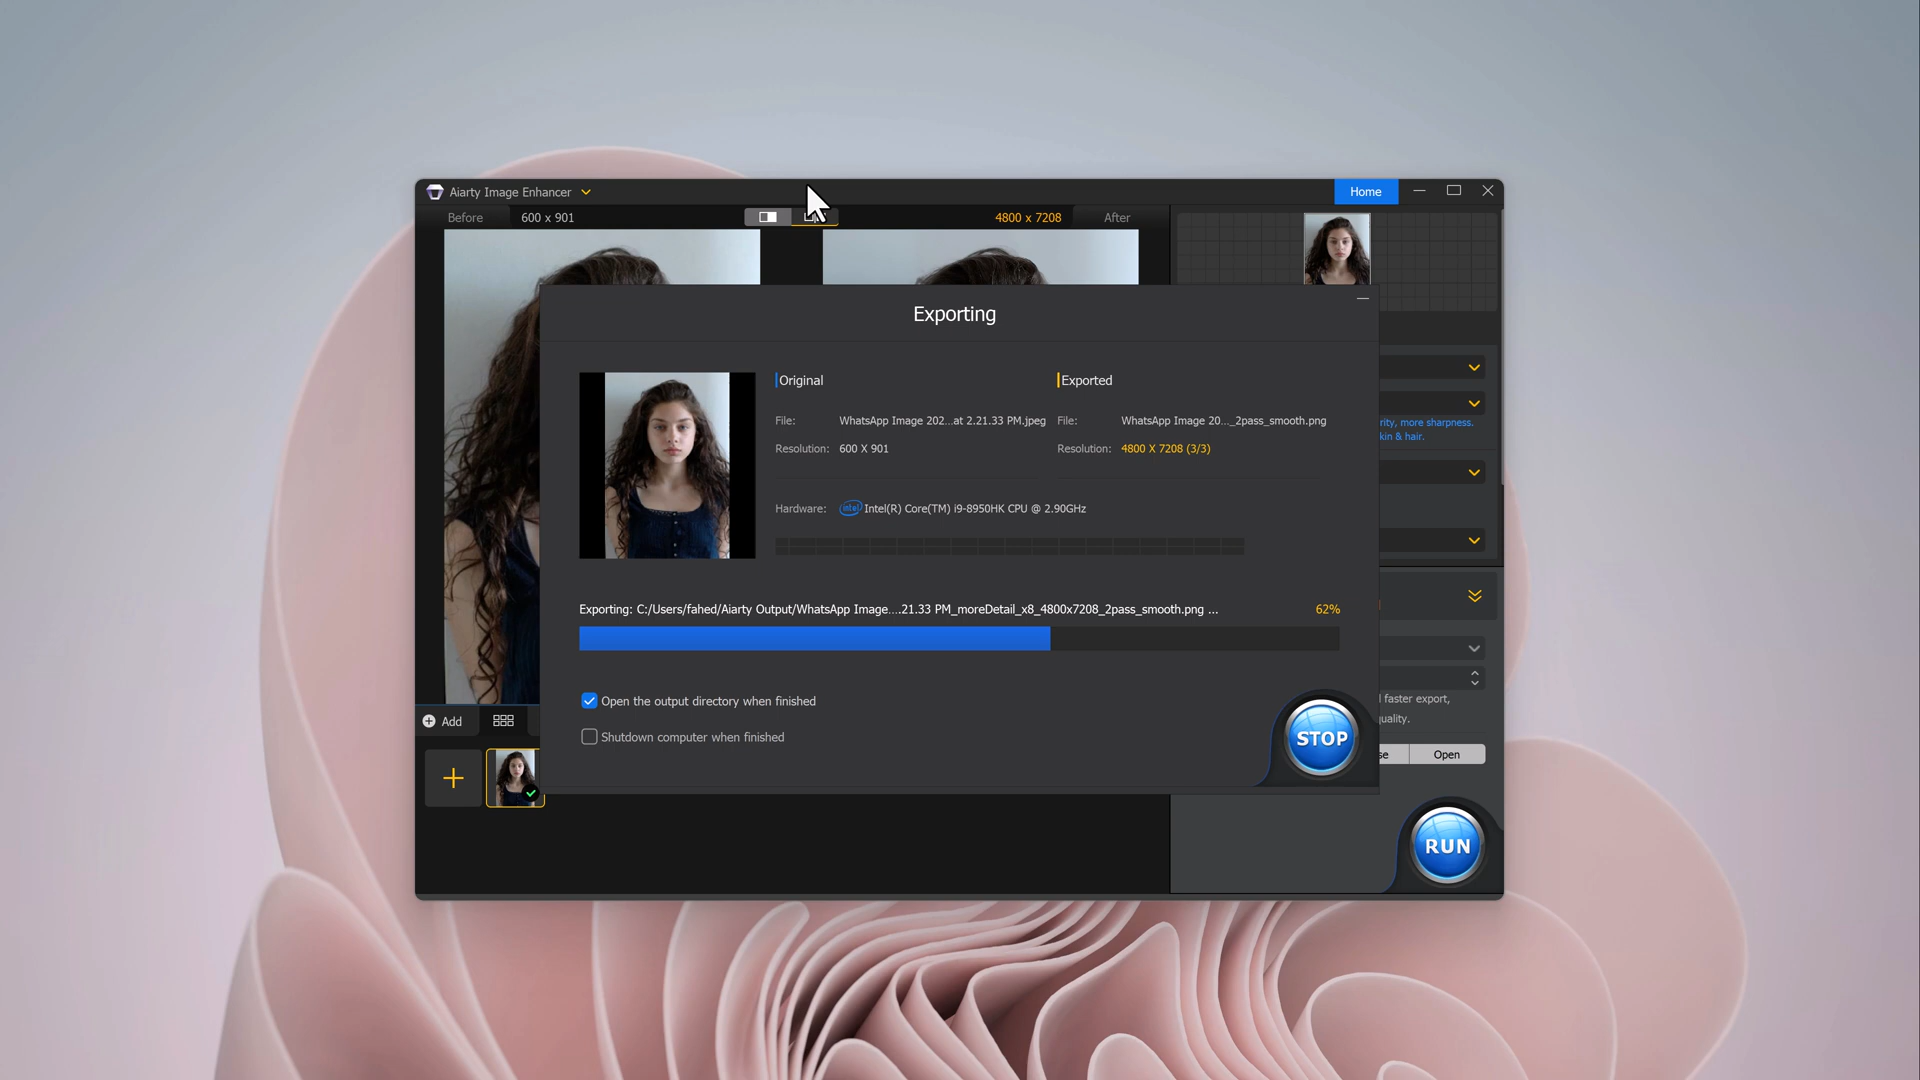 Aiarty Image Enhancer
Home
Before
600 x 901
4800 x 7208
After
Exporting
Original
Exported
File:
WhatsApp Image 202...at 2.21.33 PM.jpeg
File:
WhatsApp Image 20..._2pass_smooth.png
Resolution:
600 X 901
Resolution:
4800 X 7208 (3/3)
rity, more sharpness.
kin & hair.
Hardware:
intel
Intel(R) Core(TM) i9-8950HK CPU @ 2.90GHz
Exporting: C:/Users/fahed/Aiarty Output/WhatsApp Image....21.33 PM_moreDetail_x8_4800x7208_2pass_smooth.png ...
62%
Open the output directory when finished
faster export,
uality.
Add
Shutdown computer when finished
STOP
se
Open
RUN